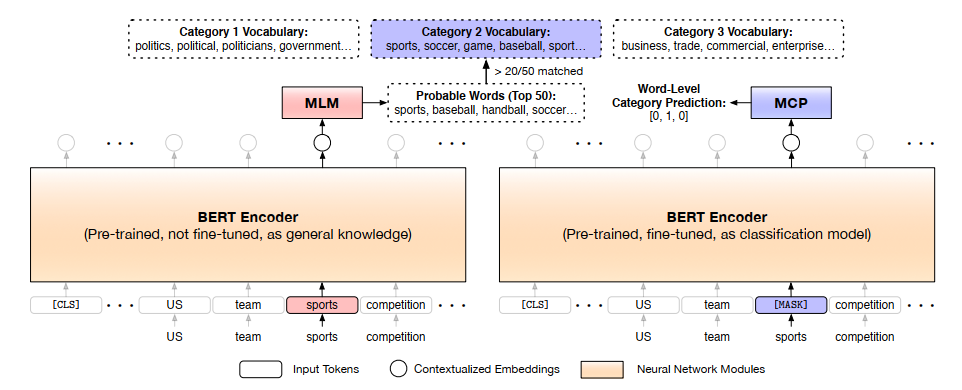 Category 1 Vocabulary:
politics, political, politicians, government...
Category 2 Vocabulary:
sports, soccer, game, baseball, sport...
Category 3 Vocabulary:
business, trade, commercial, enterprise...
> 20/50 matched
MLM
Probable Words (Top 50):
sports, baseball, handball, soccer...
Word-Level
Category Prediction:
[0, 1, 0]
MCP
BERT Encoder
(Pre-trained, not fine-tuned, as general knowledge)
BERT Encoder
(Pre-trained, fine-tuned, as classification model)
[CLS] ... US team sports competition ...
[CLS] ... US team [MASK] competition ...
US team sports competition
US team sports competition
Input Tokens
Contextualized Embeddings
Neural Network Modules